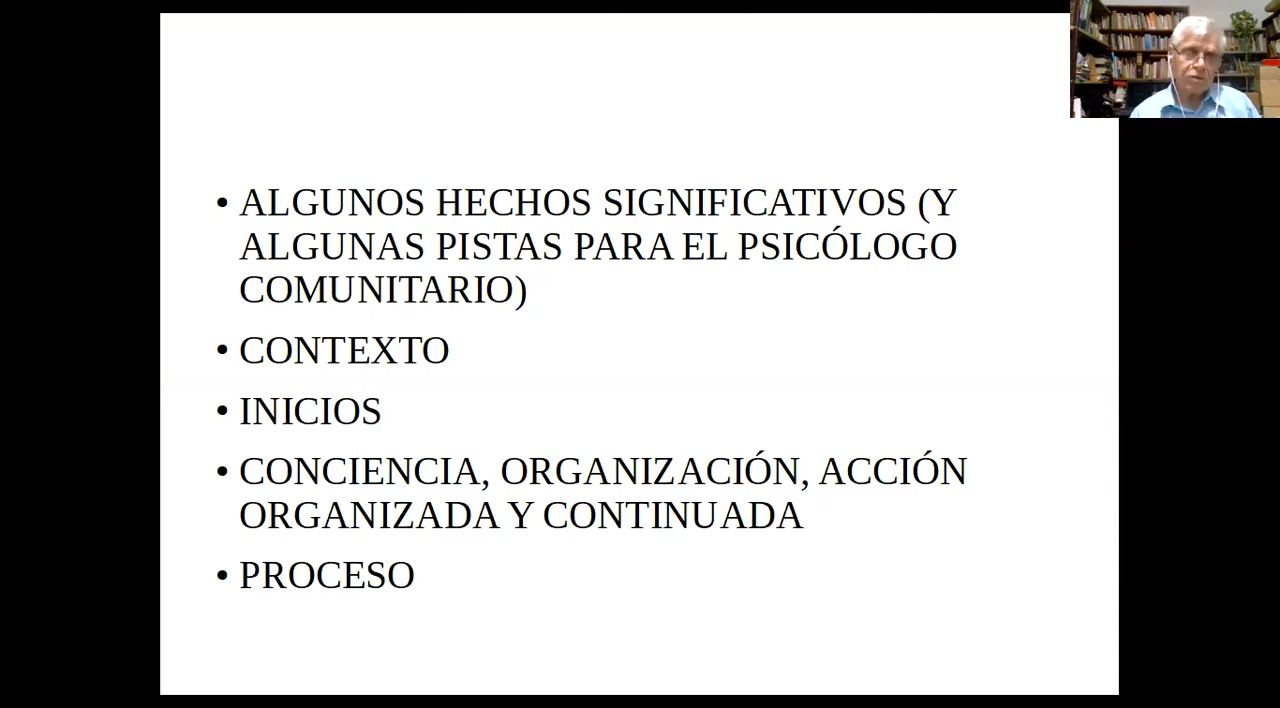 • ALGUNOS HECHOS SIGNIFICATIVOS (Y
ALGUNAS PISTAS PARA EL PSICÓLOGO
COMUNITARIO)
• CONTEXTO
• INICIOS
• CONCIENCIA, ORGANIZACIÓN, ACCIÓN
ORGANIZADA Y CONTINUADA
• PROCESO